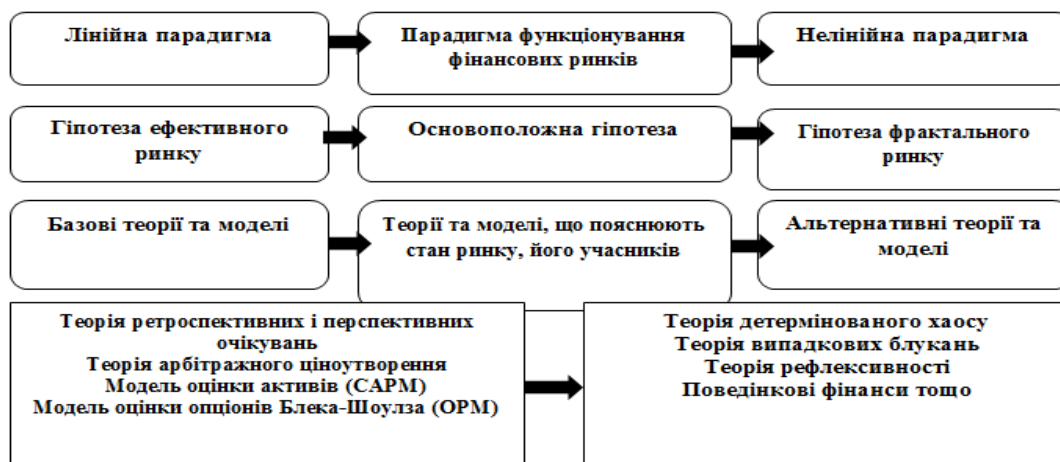 Лінійна парадигма
Парадигма функціонування
фінансових ринків
Нелінійна парадигма
Гіпотеза ефективного
ринку
Основоположна гіпотеза
Гіпотеза фрактального
ринку
Базові теорії та моделі
Теорії та моделі, що пояснюють
стан ринку, його учасників
Альтернативні теорії та
моделі
Теорія ретроспективних і перспективних
очікувань
Теорія арбітражного ціноутворення
Модель оцінки активів (САРМ)
Модель оцінки опціонів Блека-Шоулза (ОРМ)
Теорія детермінованого хаосу
Теорія випадкових блукань
Теорія рефлексивності
Поведінкові фінанси тощо